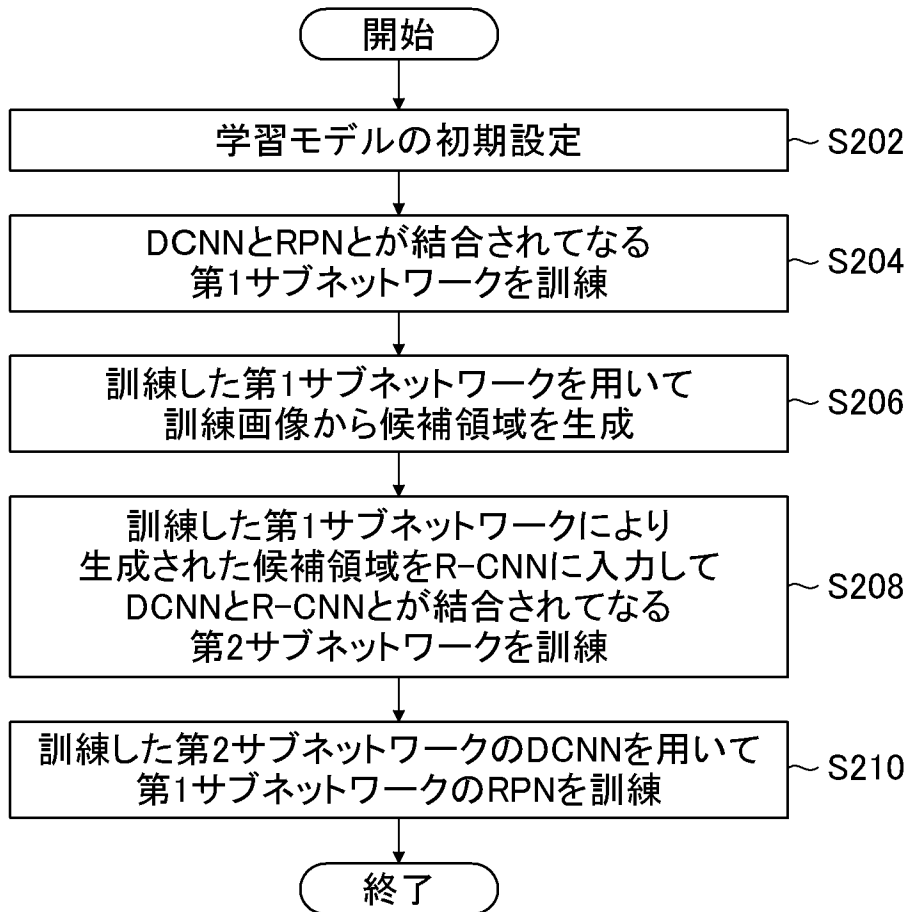 開始
学習モデルの初期設定
S202
DCNNとRPNとが結合されてなる
第1サブネットワークを訓練
S204
訓練した第1サブネットワークを用いて
訓練画像から候補領域を生成
S206
訓練した第1サブネットワークにより
生成された候補領域をR-CNNに入力して
DCNNとR-CNNとが結合されてなる
第2サブネットワークを訓練
S208
訓練した第2サブネットワークのDCNNを用いて
第1サブネットワークのRPNを訓練
S210
終了